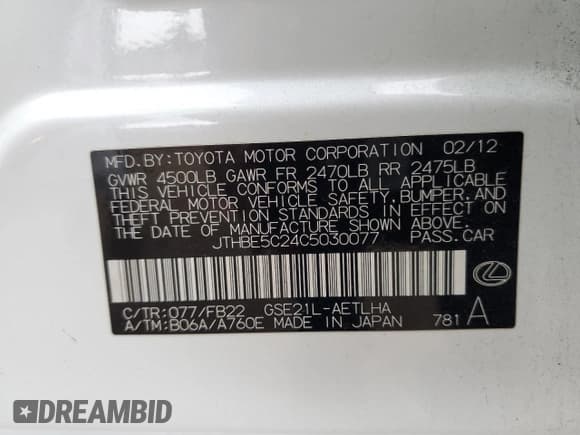 MFD. BY: TOYOTA MOTOR CORPORATION 02/12
GVWR 4500LB GAWR FR 2470LB RR 2475LB
THIS VEHICLE CONFORMS TO ALL APPLICABLE
FEDERAL MOTOR VEHICLE SAFETY, BUMPER, AND
THEFT PREVENTION STANDARDS IN EFFECT ON
THE DATE OF MANUFACTURE SHOWN ABOVE.
JTHBE5C24C5030077 PASS. CAR
C/TR: 077/FB22 GSE21L-AETLHA
A/TM: B06A/A760E MADE IN JAPAN 781 A
DREAMBID